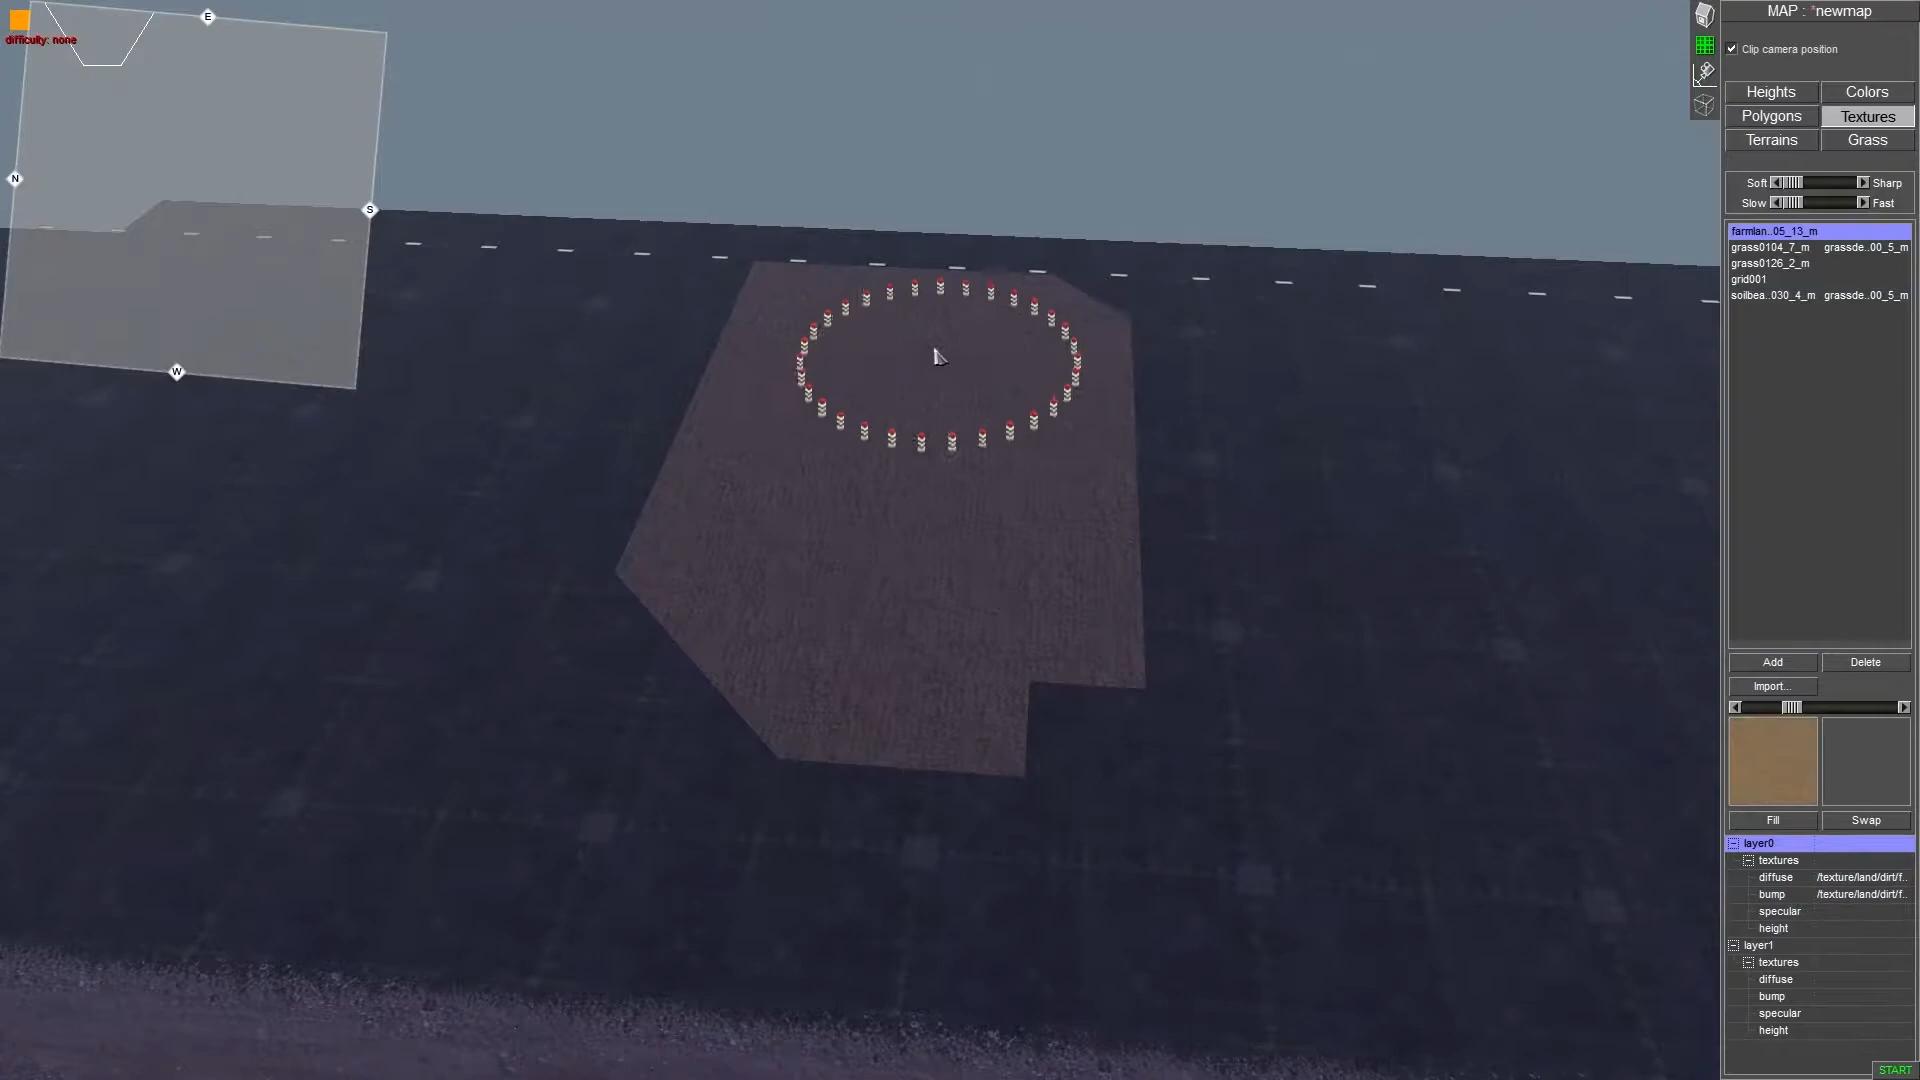 E
difficulty: none
N
S
W
MAP : *newmap
Clip camera position
Heights Colors
Polygons Textures
Terrains Grass
Soft Sharp
Slow Fast
farmlan..05_13_m
grass0104_7_m grassde..00_5_m
grass0126_2_m
grid001
soilbea..030_4_m grassde..00_5_m
Add Delete
Import...
Fill Swap
layer0
textures
diffuse /texture/land/dirt/f..
bump /texture/land/dirt/f..
specular
height
layer1
textures
diffuse
bump
specular
height
START